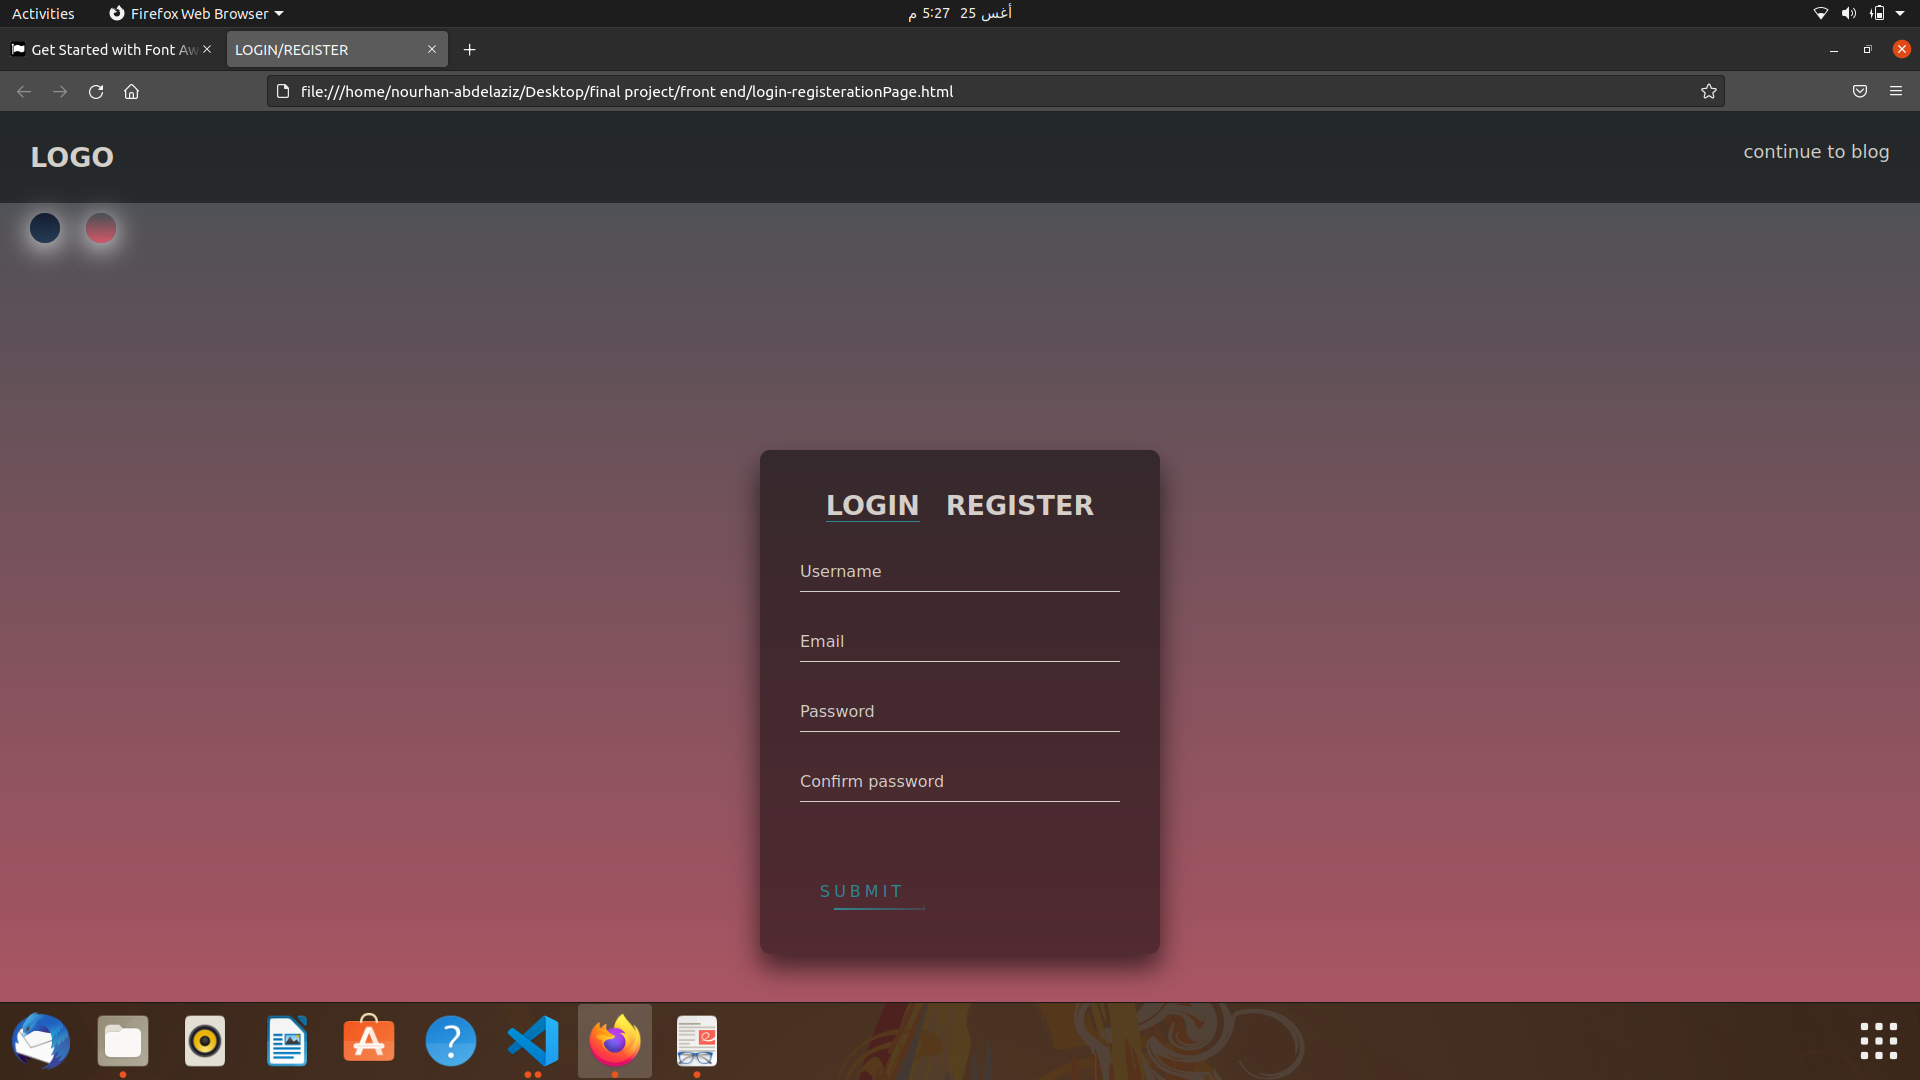 Activities
Firefox Web Browser
أغس 25  5:27 م
Get Started with Font Aw
LOGIN/REGISTER
file:///home/nourhan-abdelaziz/Desktop/final project/front end/login-registerationPage.html
LOGO
continue to blog
LOGIN REGISTER
Username
Email
Password
Confirm password
SUBMIT